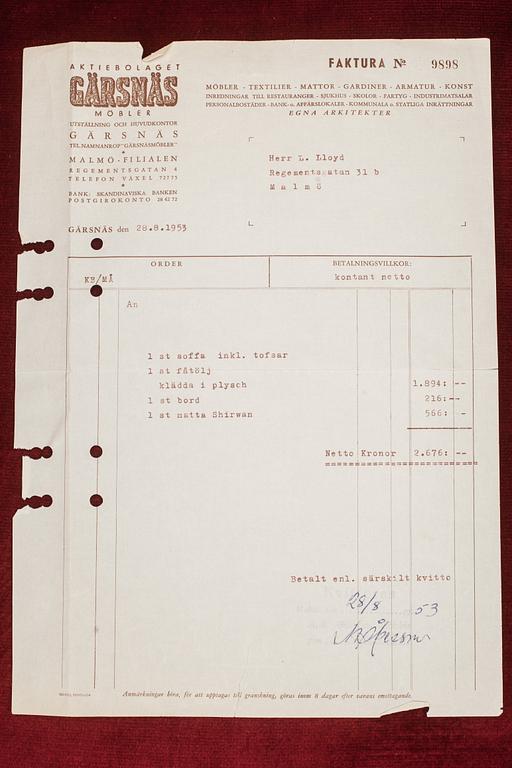 AKTIEBOLAGET
GÄRSNÄS
MÖBLER
UTSTÄLLNING OCH HUVUDKONTOR
GÄRSNÄS
TEL. NAMNANROP "GÄRSNÄSMÖBLER"
MALMÖ-FILIALEN
REGEMENTSGATAN 4
TELEFON VÄXEL 72575
BANK: SKANDINAVISKA BANKEN
POSTGIROKONTO 28 42 72
GÄRSNÄS den 28.8.1953
FAKTURA № 9898
MÖBLER - TEXTILIER - MATTOR - GARDINER - ARMATUR - KONST
INREDNINGAR TILL RESTAURANGER - SJUKHUS - SKOLOR - FARTYG - INDUSTRIMATSALAR
PERSONALBOSTÄDER - BANK- o. AFFÄRSLOKALER - KOMMUNALA o. STATLIGA INRÄTTNINGAR
EGNA ARKITEKTER
Herr L. Lloyd
Regementsgatan 31 b
Malmö
ORDER BETALNINGSVILLKOR:
KE/MÅ kontant netto
An
1 st soffa inkl. tofsar
1 st fåtölj
klädda i plysch 1.894: --
1 st bord 216: --
1 st matta Shirwan 566: -
Netto Kronor 2.676: --
Betalt enl. särskilt kvitto
28/8 53
Anmärkningar böra, för att upptagas till granskning, göras inom 8 dagar efter varans emottagande.